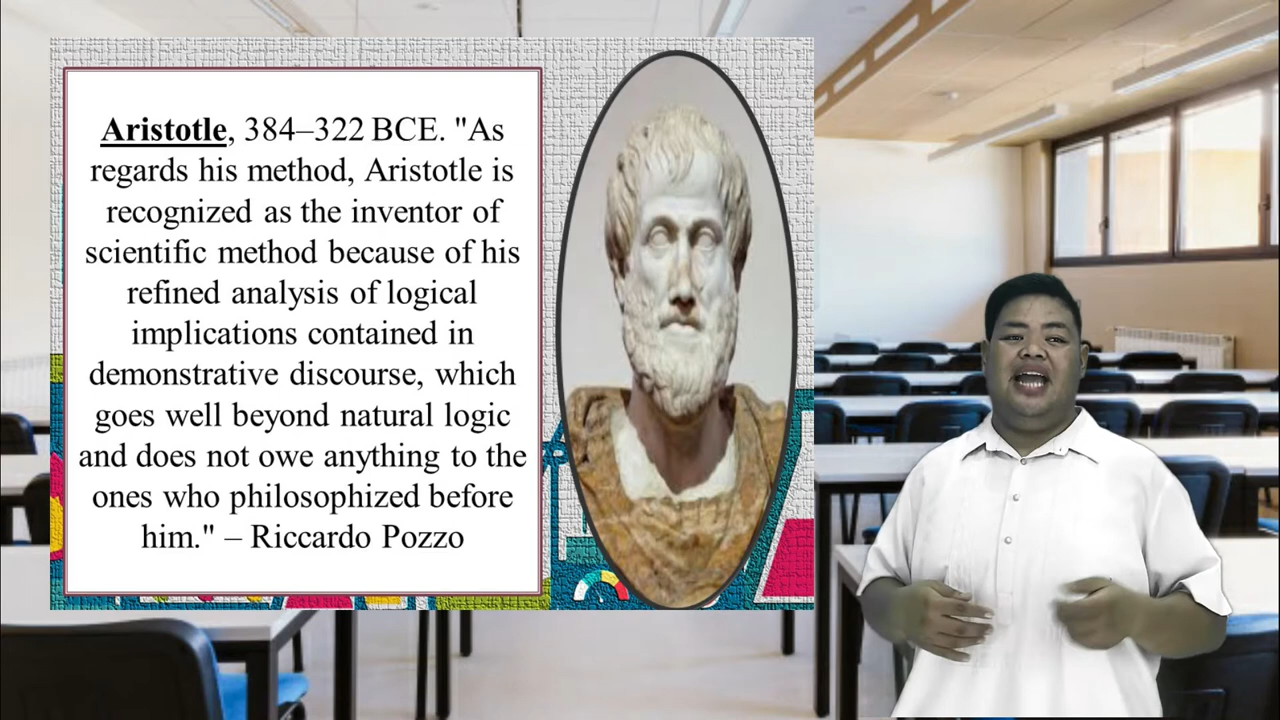 Aristotle, 384–322 BCE. "As
regards his method, Aristotle is
recognized as the inventor of
scientific method because of his
refined analysis of logical
implications contained in
demonstrative discourse, which
goes well beyond natural logic
and does not owe anything to the
ones who philosophized before
him." – Riccardo Pozzo